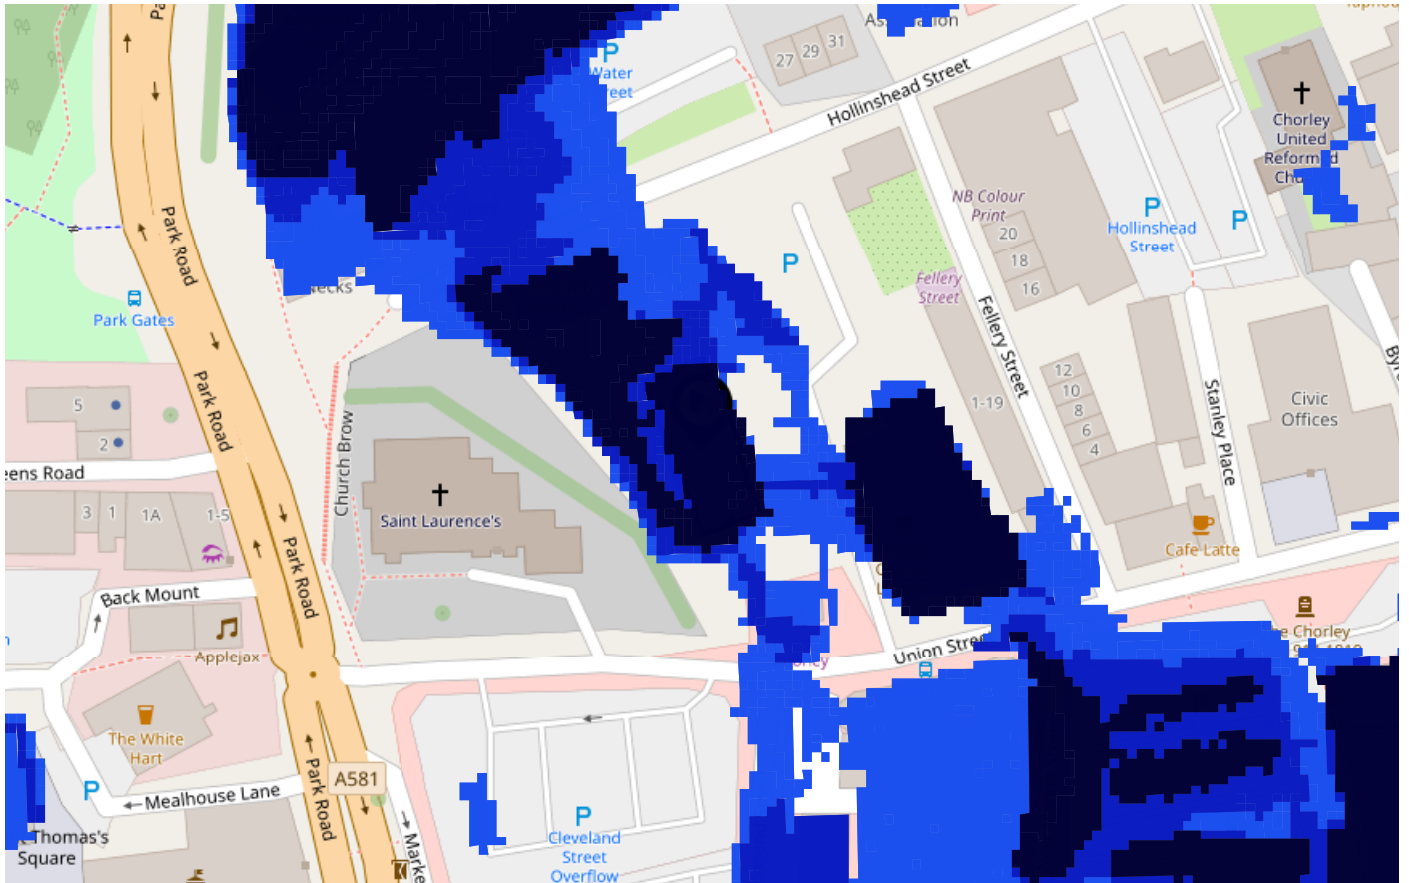 27 29 31
Hollinshead Street
P
Water
P
Chorley
United
Reformed
NB Colour
Print
20
18
16
P
Hollinshead
Street
P
Park Road
P
Fellery
Street
Park Gates
Fellery Street
Park Road
5
2
12
10
8
6
4
1-19
Stanley Place
Civic
Offices
Church Brow
3 1 1A 1-5
Saint Laurence's
Cafe Latte
Park Road
Back Mount
Applejax
Union Street
Chorley
The White
Hart
A581
P
Mealhouse Lane
Park Road
P
Cleveland
Street
Overflow
Thomas's
Square